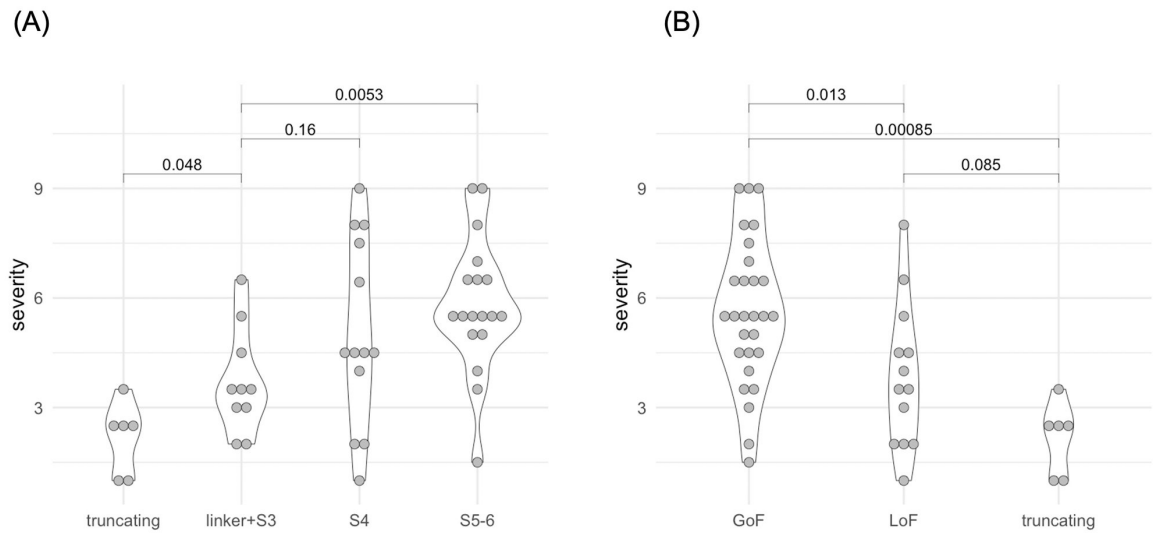 (A)
0.0053
0.16
0.048
9
6
3
severity
truncating linker+S3 S4 S5-6
(B)
0.013
0.00085
0.085
9
6
3
severity
GoF LoF truncating